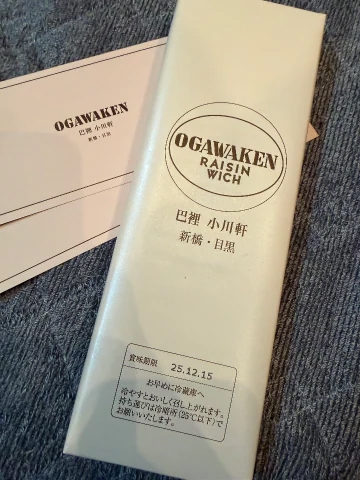 OGAWAKEN
巴裡 小川軒
新橋・目黒
OGAWAKEN
RAISIN
WICH
巴裡 小川軒
新橋・目黒
賞味期限 25.12.15
お早めに冷蔵庫へ
冷やすとおいしく召し上がれます。
持ち運びは冷暗所(25℃以下)で
お願いいたします。